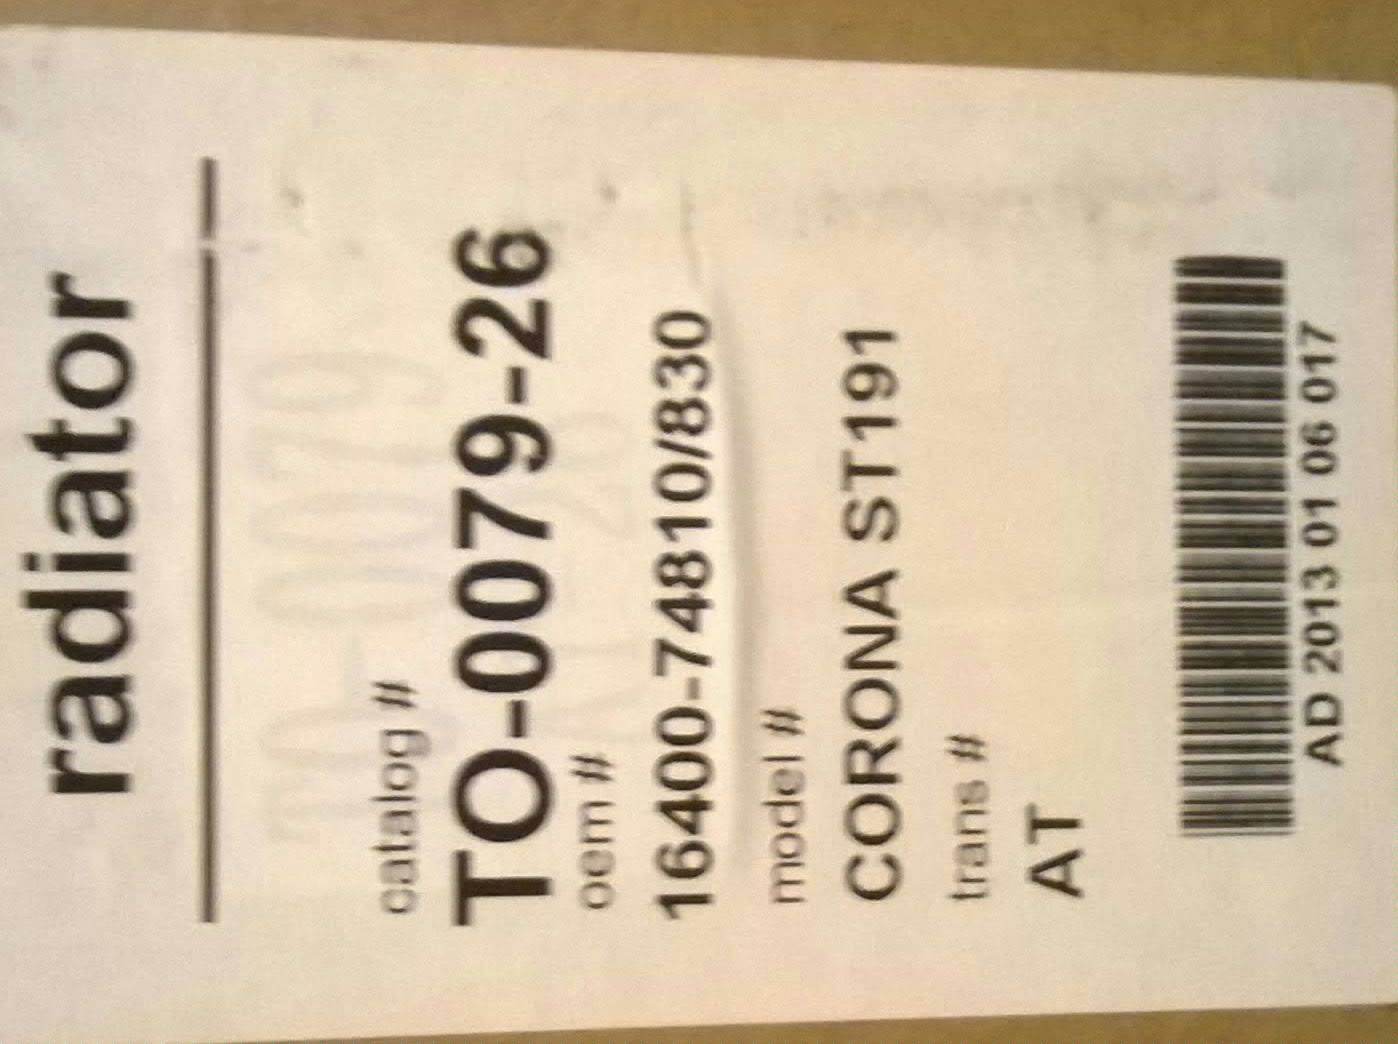 radiator
catalog #
TO-0079-26
oem #
16400-74810/830
model #
CORONA ST191
trans #
AT
AD 2013 01 06 017